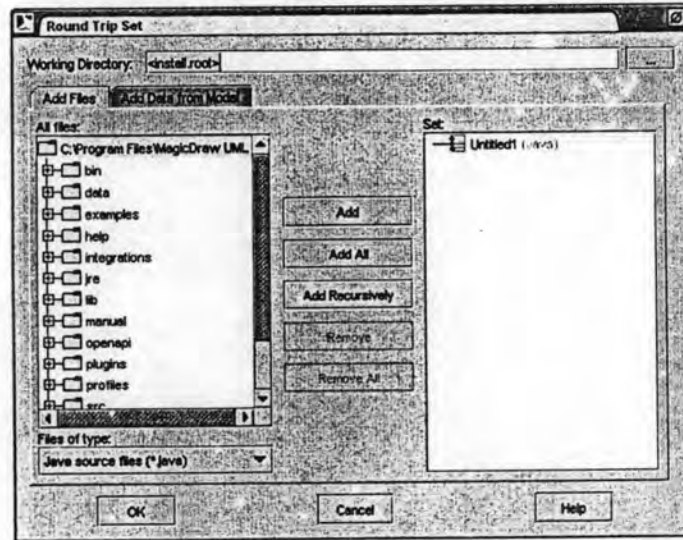 Round Trip Set
Working Directory: <install.root>
...
Add Files
Add Data from Model
All files:
C:\Program Files\MagicDraw UML
bin
data
examples
help
integrations
jre
lib
manual
openapi
plugins
profiles
src
Files of type:
Java source files (*.java)
Add
Add All
Add Recursively
Remove
Remove All
Set:
Untitled1 (Java)
OK
Cancel
Help